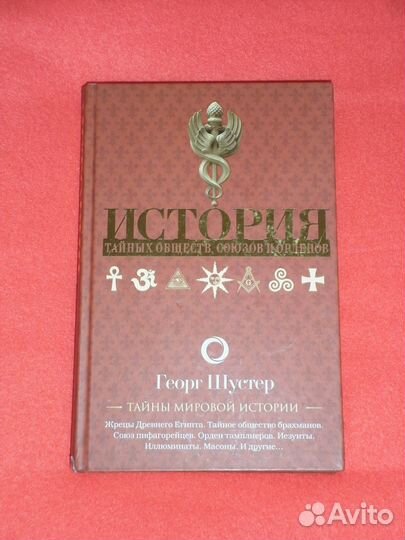 ИСТОРИЯ
ТАЙНЫХ ОБЩЕСТВ, СОЮЗОВ И ОРДЕНОВ
G
Георг Шустер
ТАЙНЫ МИРОВОЙ ИСТОРИИ
Жрецы Древнего Египта. Тайное общество брахманов.
Союз пифагорейцев. Орден тамплиеров. Иезуиты.
Иллюминаты. Масоны. И другие...
Avito